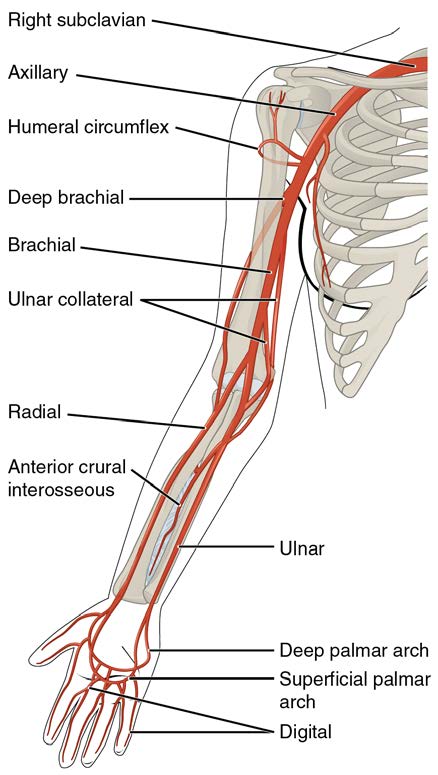 Right subclavian
Axillary
Humeral circumflex
Deep brachial
Brachial
Ulnar collateral
Radial
Anterior crural
interosseous
Ulnar
Deep palmar arch
Superficial palmar
arch
Digital